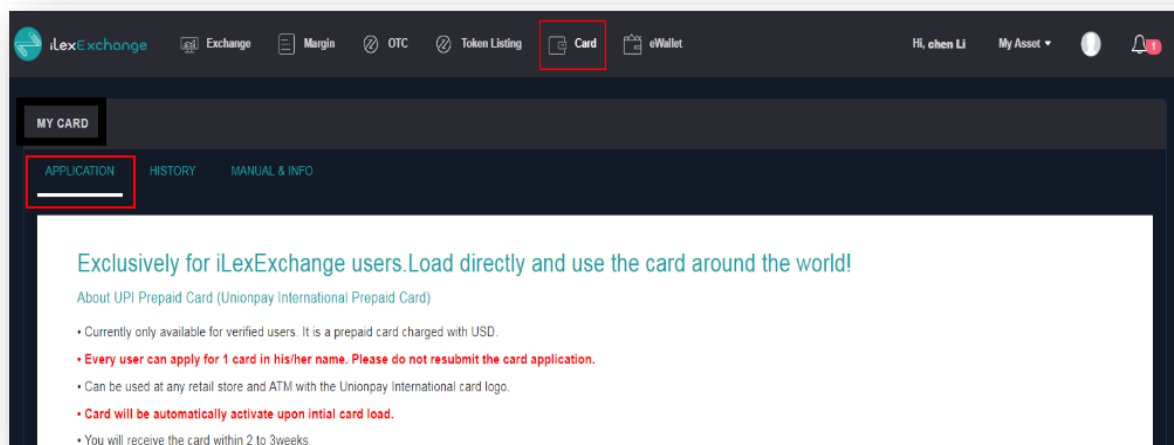 iLexExchange Exchange Margin OTC Token Listing Card eWallet Hi, chen Li My Asset 1
MY CARD
APPLICATION HISTORY MANUAL & INFO
Exclusively for iLexExchange users.Load directly and use the card around the world!
About UPI Prepaid Card (Unionpay International Prepaid Card)
• Currently only available for verified users. It is a prepaid card charged with USD.
• Every user can apply for 1 card in his/her name. Please do not resubmit the card application.
• Can be used at any retail store and ATM with the Unionpay International card logo.
• Card will be automatically activate upon intial card load.
• You will receive the card within 2 to 3weeks.